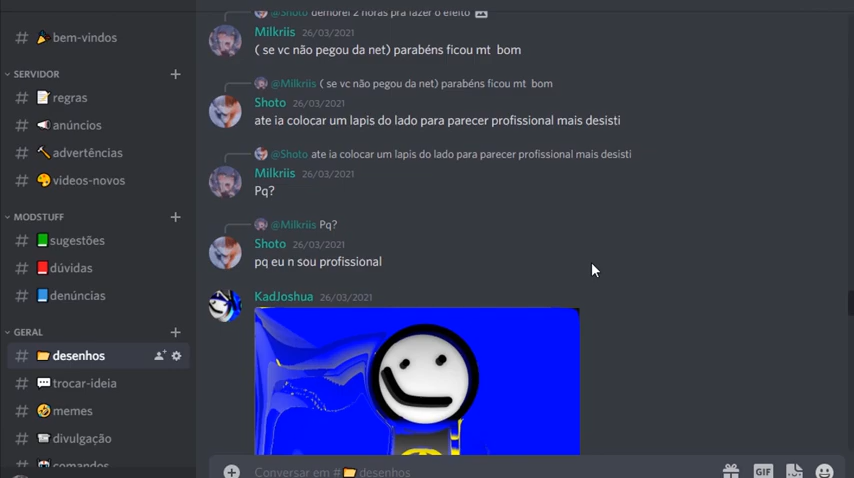 @Shoto demorei 2 horas pra fazer o efeito
bem-vindos
SERVIDOR
regras
anúncios
advertências
videos-novos
MODSTUFF
sugestões
dúvidas
denúncias
GERAL
desenhos
trocar-ideia
memes
divulgação
comandos
Milkriis 26/03/2021
( se vc não pegou da net) parabéns ficou mt bom
@Milkriis ( se vc não pegou da net) parabéns ficou mt bom
Shoto 26/03/2021
ate ia colocar um lapis do lado para parecer profissional mais desisti
@Shoto ate ia colocar um lapis do lado para parecer profissional mais desisti
Milkriis 26/03/2021
Pq?
@Milkriis Pq?
Shoto 26/03/2021
pq eu n sou profissional
KadJoshua 26/03/2021
Conversar em # desenhos
GIF